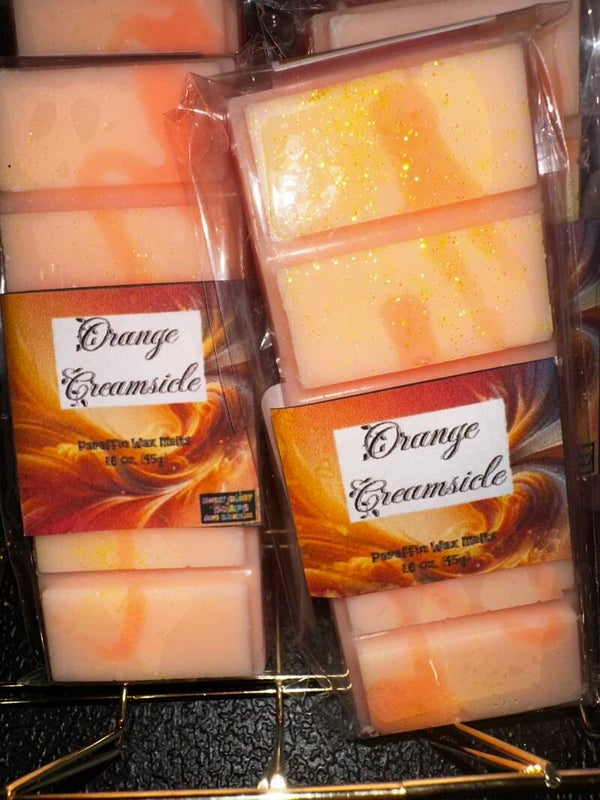 Orange
Creamsicle
Paraffin Wax Melts
1.6 oz. (45g)
Orange
Creamsicle
Paraffin Wax Melts
1.6 oz. (45g)